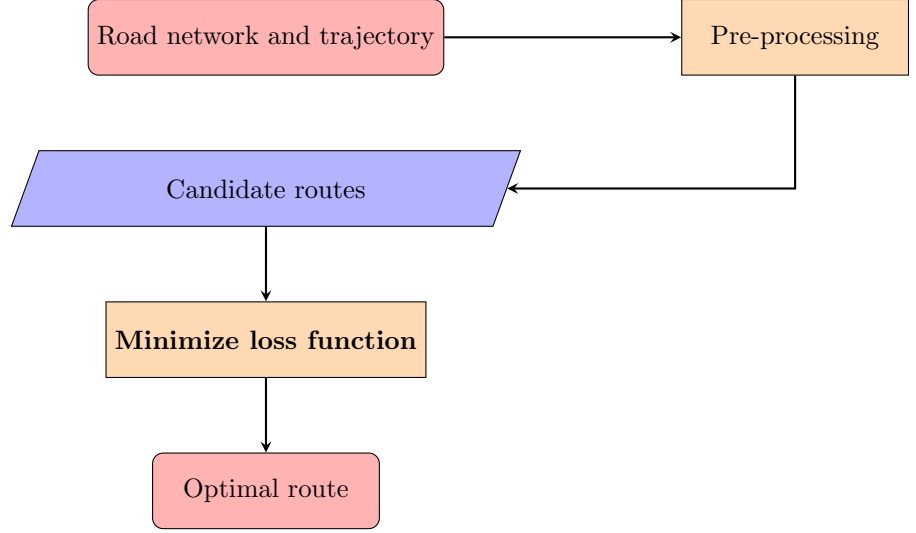 Road network and trajectory
Pre-processing
Candidate routes
Minimize loss function
Optimal route